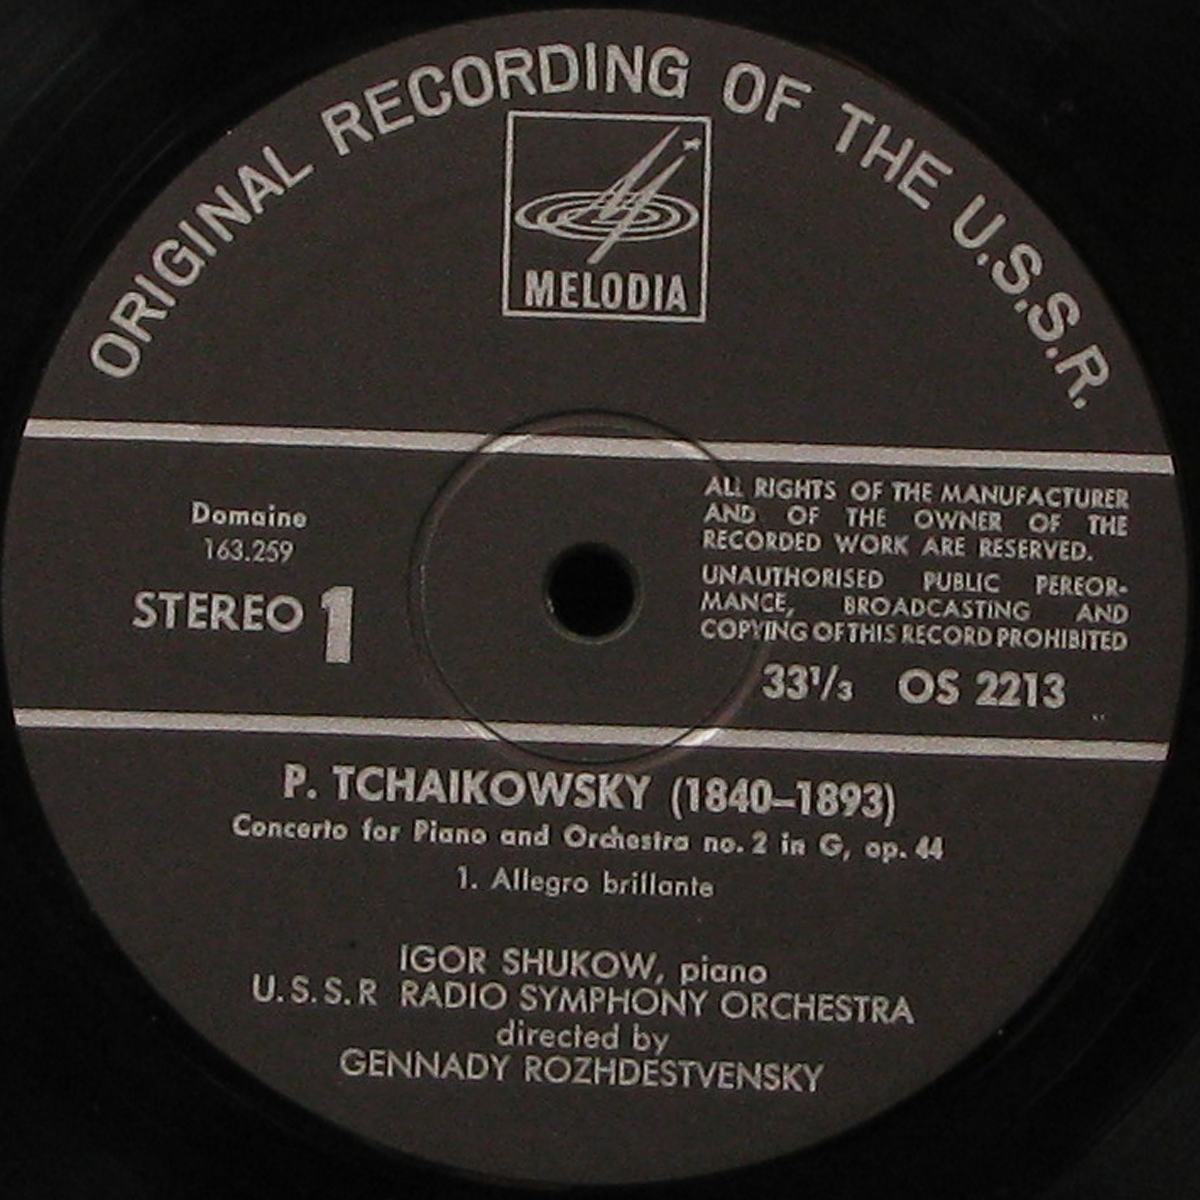 ORIGINAL RECORDING OF THE U.S.S.R.
MELODIA
Domaine
163.259
STEREO 1
ALL RIGHTS OF THE MANUFACTURER
AND OF THE OWNER OF THE
RECORDED WORK ARE RESERVED.
UNAUTHORISED PUBLIC PEREOR-
MANCE, BROADCASTING AND
COPYING OF THIS RECORD PROHIBITED
33¹/₃ OS 2213
P. TCHAIKOWSKY (1840–1893)
Concerto for Piano and Orchestra no. 2 in G, op. 44
1. Allegro brillante
IGOR SHUKOW, piano
U.S.S.R RADIO SYMPHONY ORCHESTRA
directed by
GENNADY ROZHDESTVENSKY